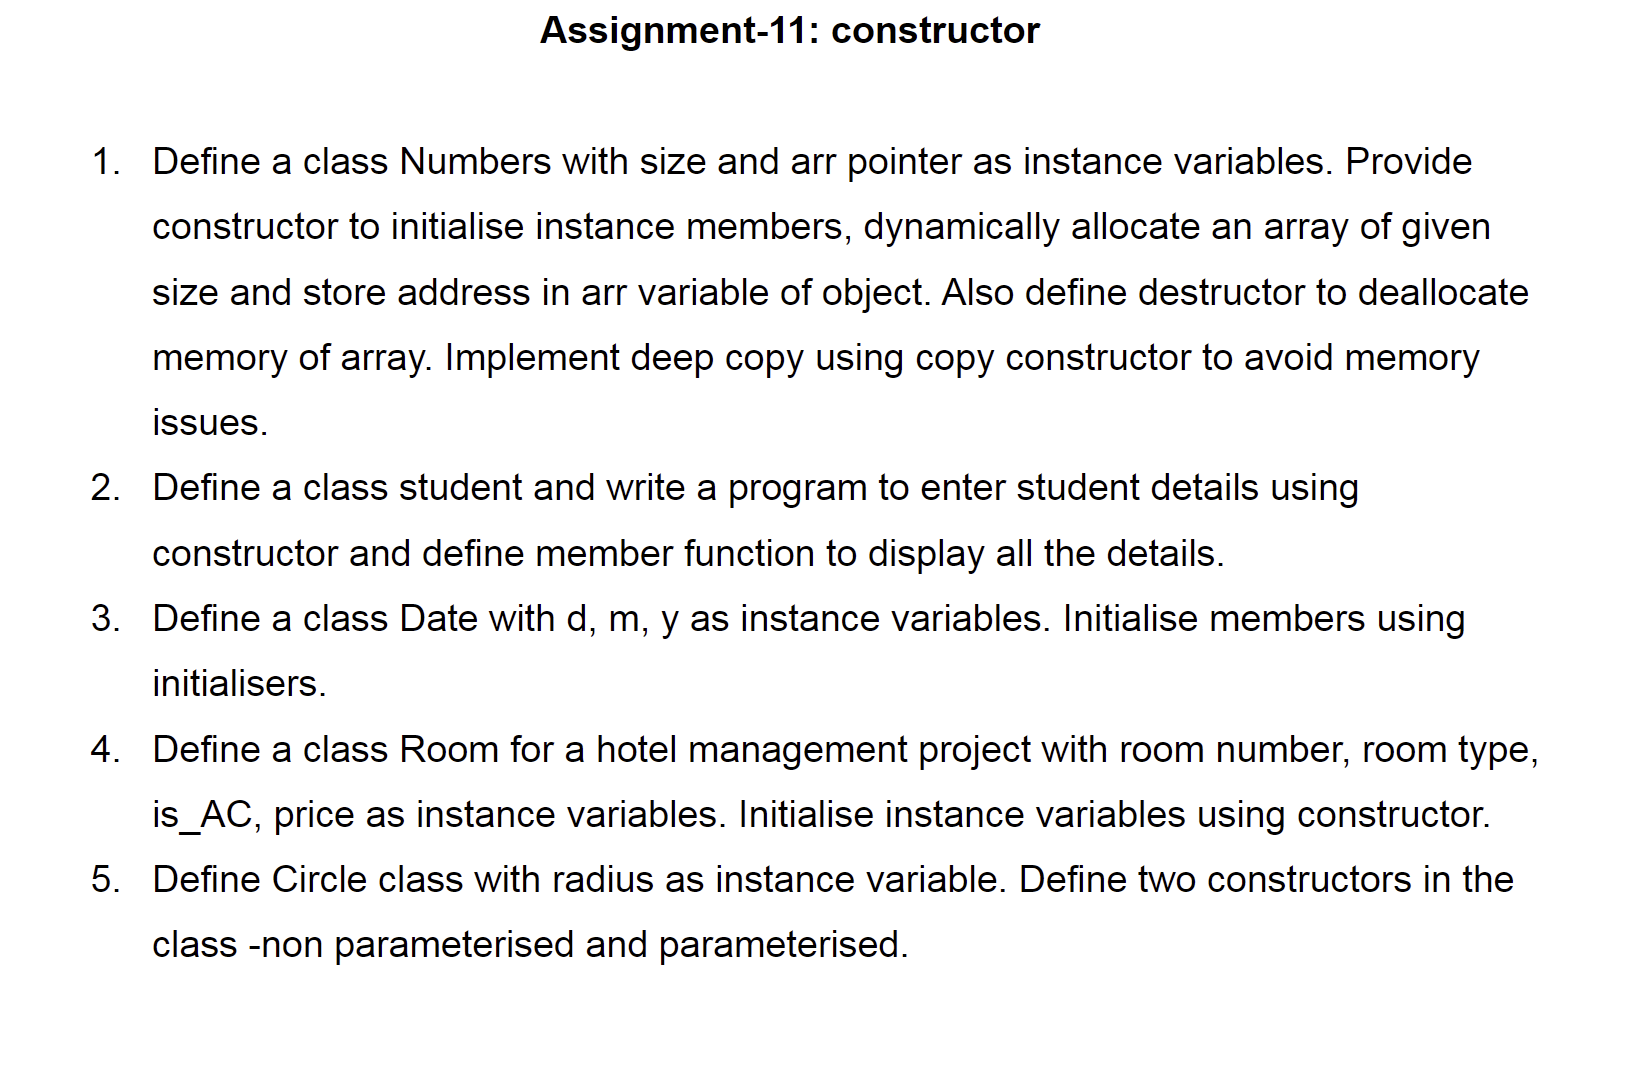 Assignment-11: constructor
1. Define a class Numbers with size and arr pointer as instance variables. Provide
constructor to initialise instance members, dynamically allocate an array of given
size and store address in arr variable of object. Also define destructor to deallocate
memory of array. Implement deep copy using copy constructor to avoid memory
issues.
2. Define a class student and write a program to enter student details using
constructor and define member function to display all the details.
3. Define a class Date with d, m, y as instance variables. Initialise members using
initialisers.
4. Define a class Room for a hotel management project with room number, room type,
is_AC, price as instance variables. Initialise instance variables using constructor.
5. Define Circle class with radius as instance variable. Define two constructors in the
class -non parameterised and parameterised.